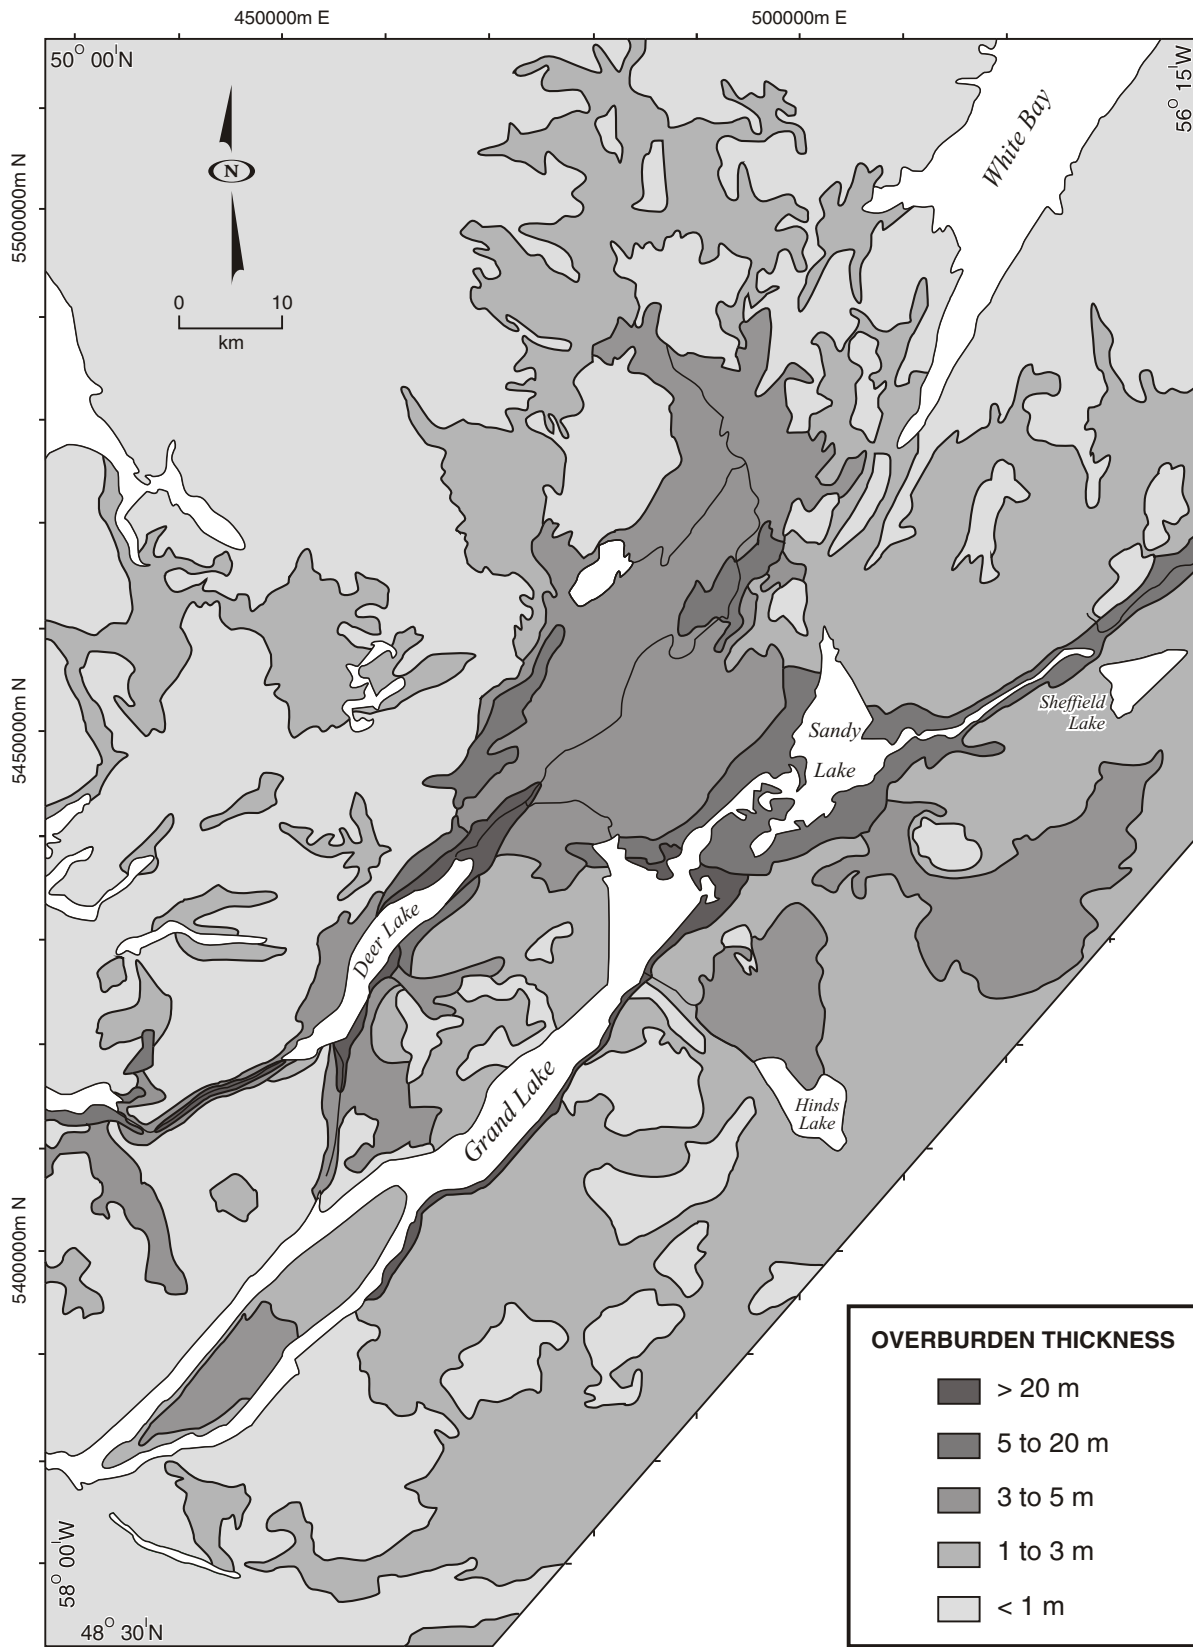 450000m E
500000m E
50° 00'N
56° 15'W
White Bay
N
5500000m N
0
10
km
Sheffield
Lake
Sandy
Lake
5450000m N
Deer Lake
Grand Lake
Hinds
Lake
5400000m N
58° 00'W
48° 30'N
OVERBURDEN THICKNESS
> 20 m
5 to 20 m
3 to 5 m
1 to 3 m
< 1 m